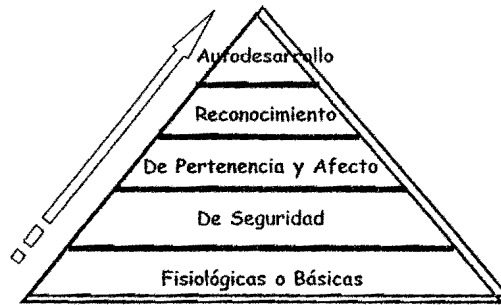 Autodesarrollo
Reconocimiento
De Pertenencia y Afecto
De Seguridad
Fisiológicas o Básicas